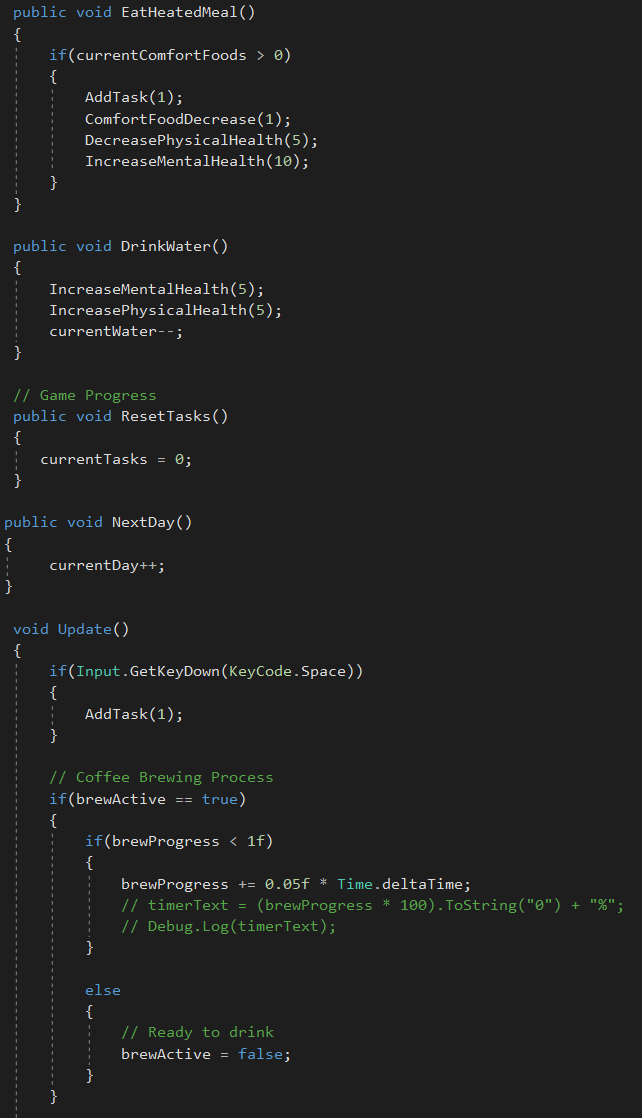 public void EatHeatedMeal()
{
if(currentComfortFoods > 0)
{
AddTask(1);
ComfortFoodDecrease(1);
DecreasePhysicalHealth(5);
IncreaseMentalHealth(10);
}
}
public void DrinkWater()
{
IncreaseMentalHealth(5);
IncreasePhysicalHealth(5);
currentWater--;
}
// Game Progress
public void ResetTasks()
{
currentTasks = 0;
}
public void NextDay()
{
currentDay++;
}
void Update()
{
if(Input.GetKeyDown(KeyCode.Space))
{
AddTask(1);
}
// Coffee Brewing Process
if(brewActive == true)
{
if(brewProgress < 1f)
{
brewProgress += 0.05f * Time.deltaTime;
// timerText = (brewProgress * 100).ToString("0") + "%";
// Debug.Log(timerText);
}
else
{
// Ready to drink
brewActive = false;
}
}